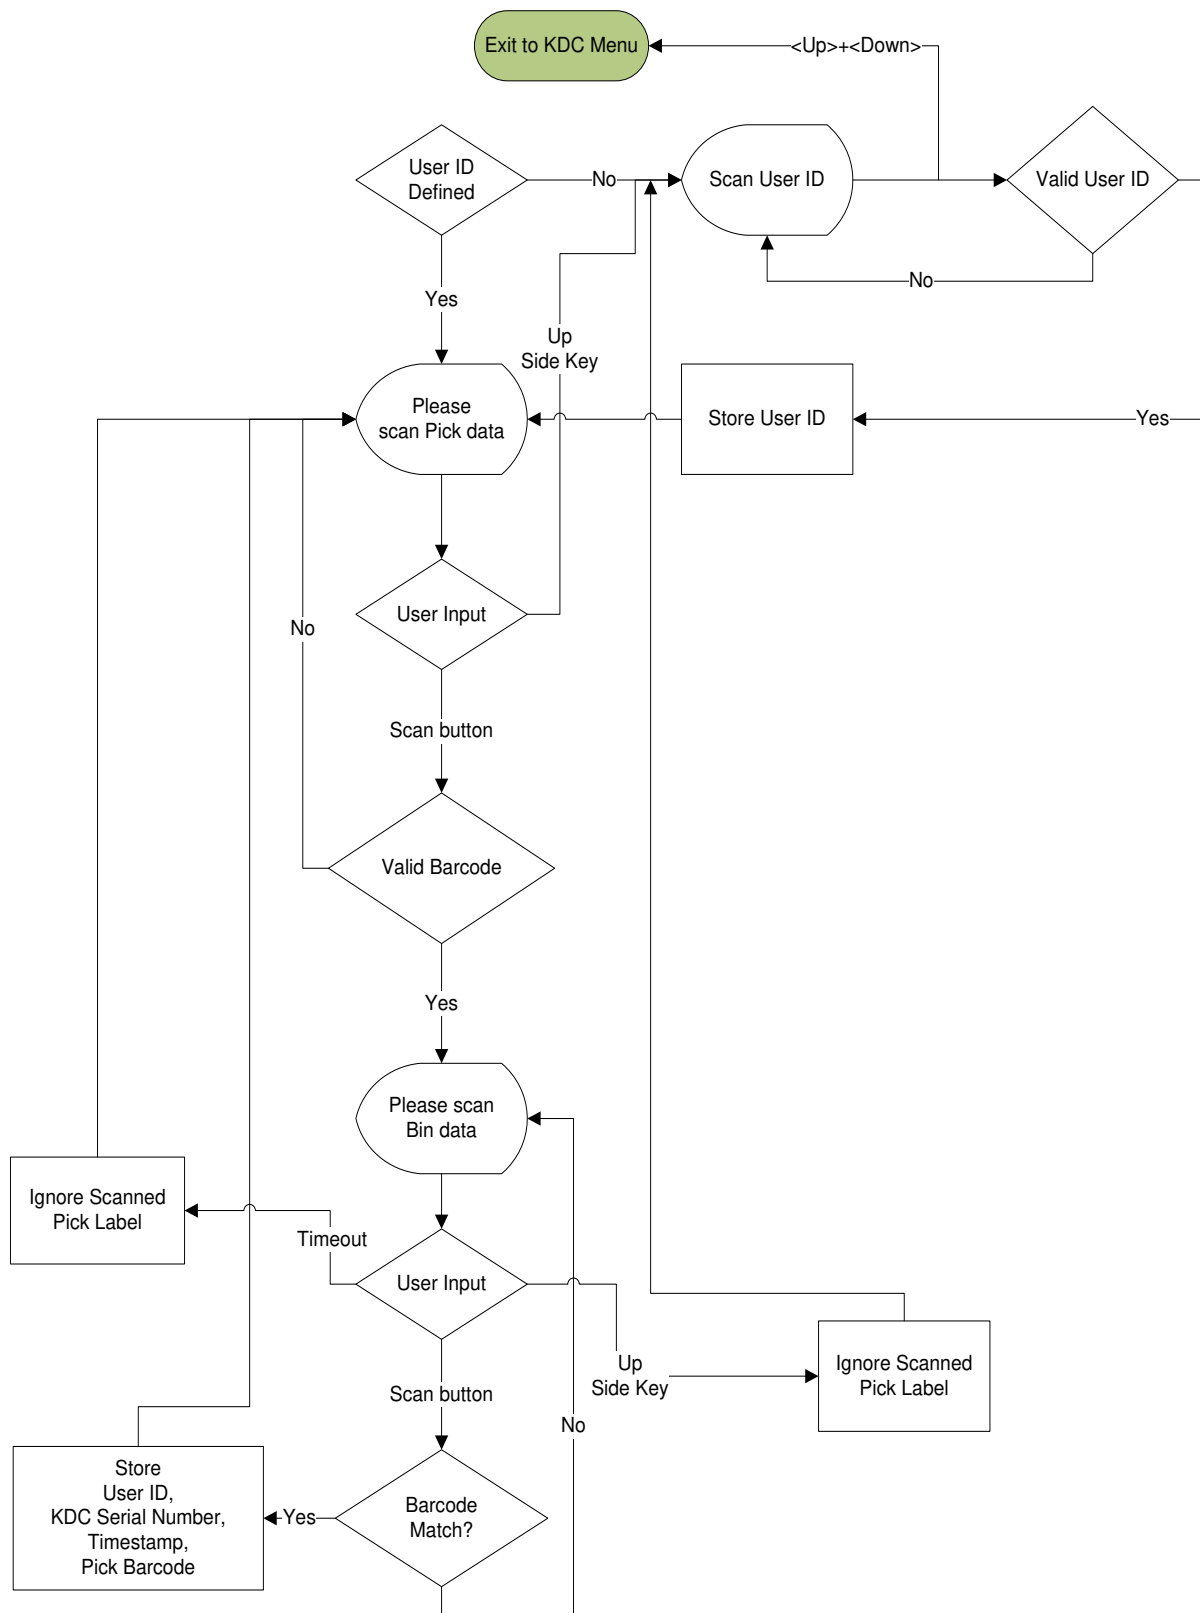 Exit to KDC Menu
<Up>+<Down>
User ID
Defined
No
Scan User ID
Valid User ID
No
Yes
Up
Side Key
Please
scan Pick data
Store User ID
Yes
User Input
No
Scan button
Valid Barcode
Yes
Please scan
Bin data
Ignore Scanned
Pick Label
Timeout
User Input
Up
Side Key
Ignore Scanned
Pick Label
Scan button
No
Store
User ID,
KDC Serial Number,
Timestamp,
Pick Barcode
Yes
Barcode
Match?